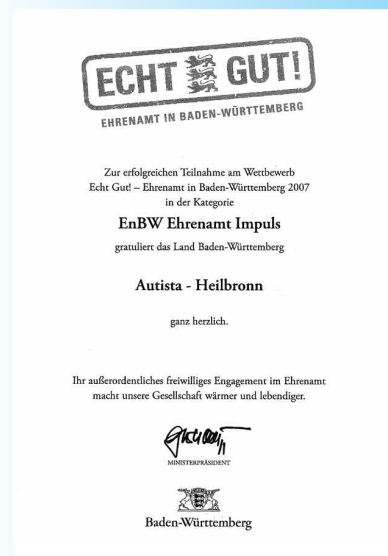 ECHT GUT!
EHRENAMT IN BADEN-WÜRTTEMBERG
Zur erfolgreichen Teilnahme am Wettbewerb
Echt Gut! – Ehrenamt in Baden-Württemberg 2007
in der Kategorie
EnBW Ehrenamt Impuls
gratuliert das Land Baden-Württemberg
Autista - Heilbronn
ganz herzlich.
Ihr außerordentliches freiwilliges Engagement im Ehrenamt
macht unsere Gesellschaft wärmer und lebendiger.
MINISTERPRÄSIDENT
Baden-Württemberg